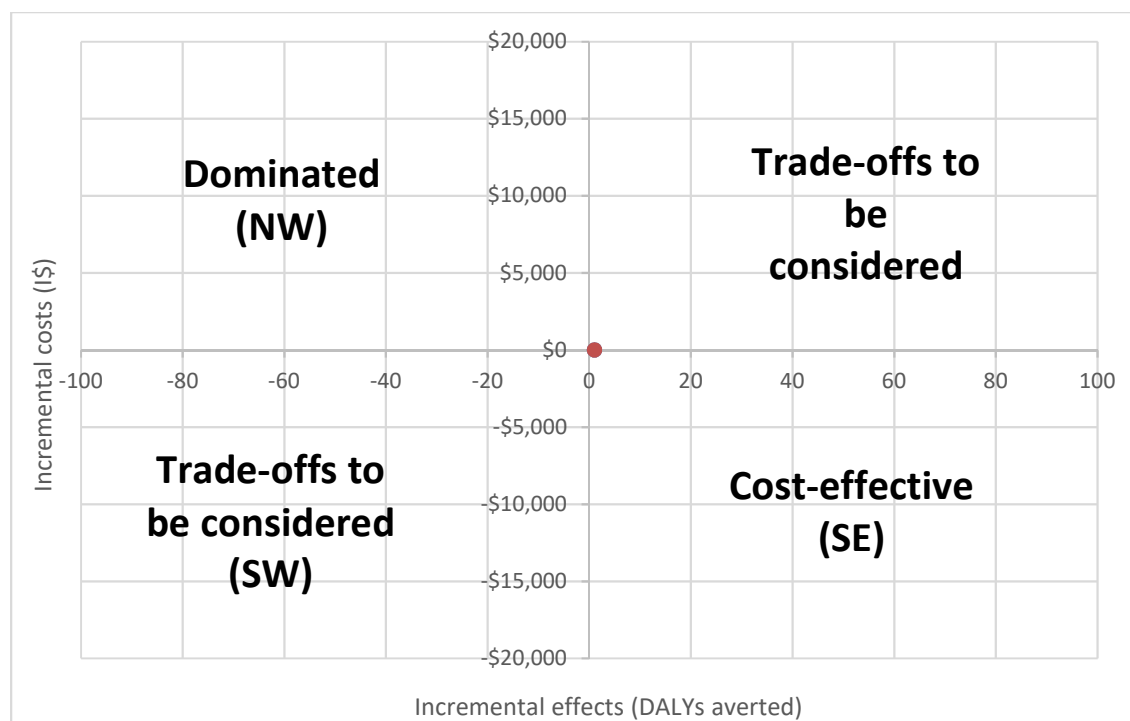 $20,000
$15,000
$10,000
$5,000
$0
-$5,000
-$10,000
-$15,000
-$20,000
Dominated
(NW)
Trade-offs to
be
considered
-100 -80 -60 -40 -20 0 20 40 60 80 100
Trade-offs to
be considered
(SW)
Cost-effective
(SE)
Incremental costs (I$)
Incremental effects (DALYs averted)